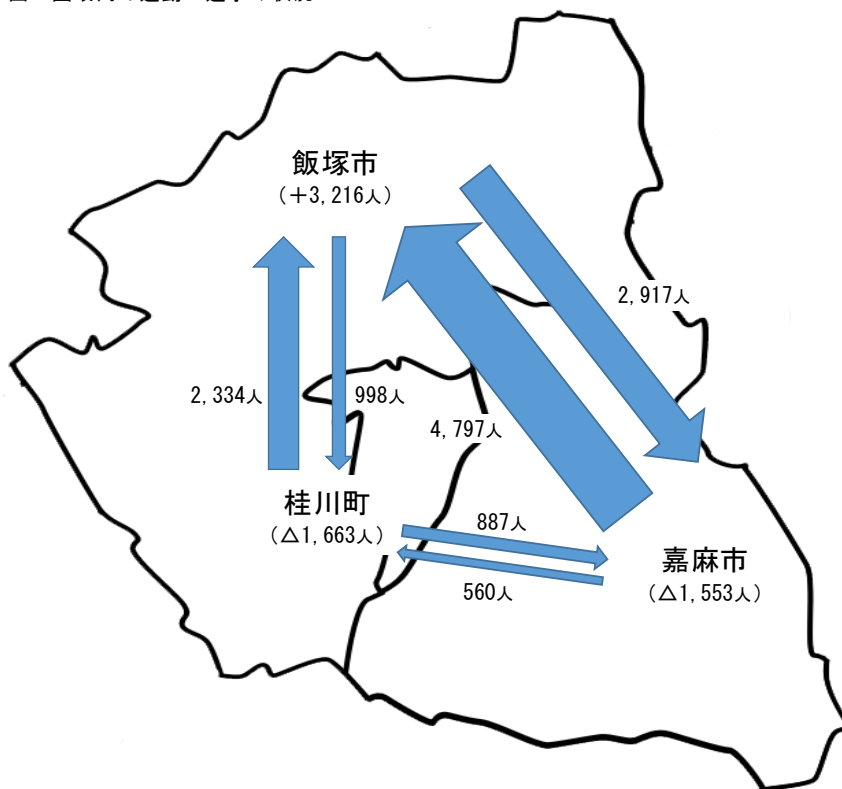 飯塚市
（＋3,216人）
2,917人
2,334人
998人
4,797人
桂川町
（△1,663人）
887人
嘉麻市
（△1,553人）
560人